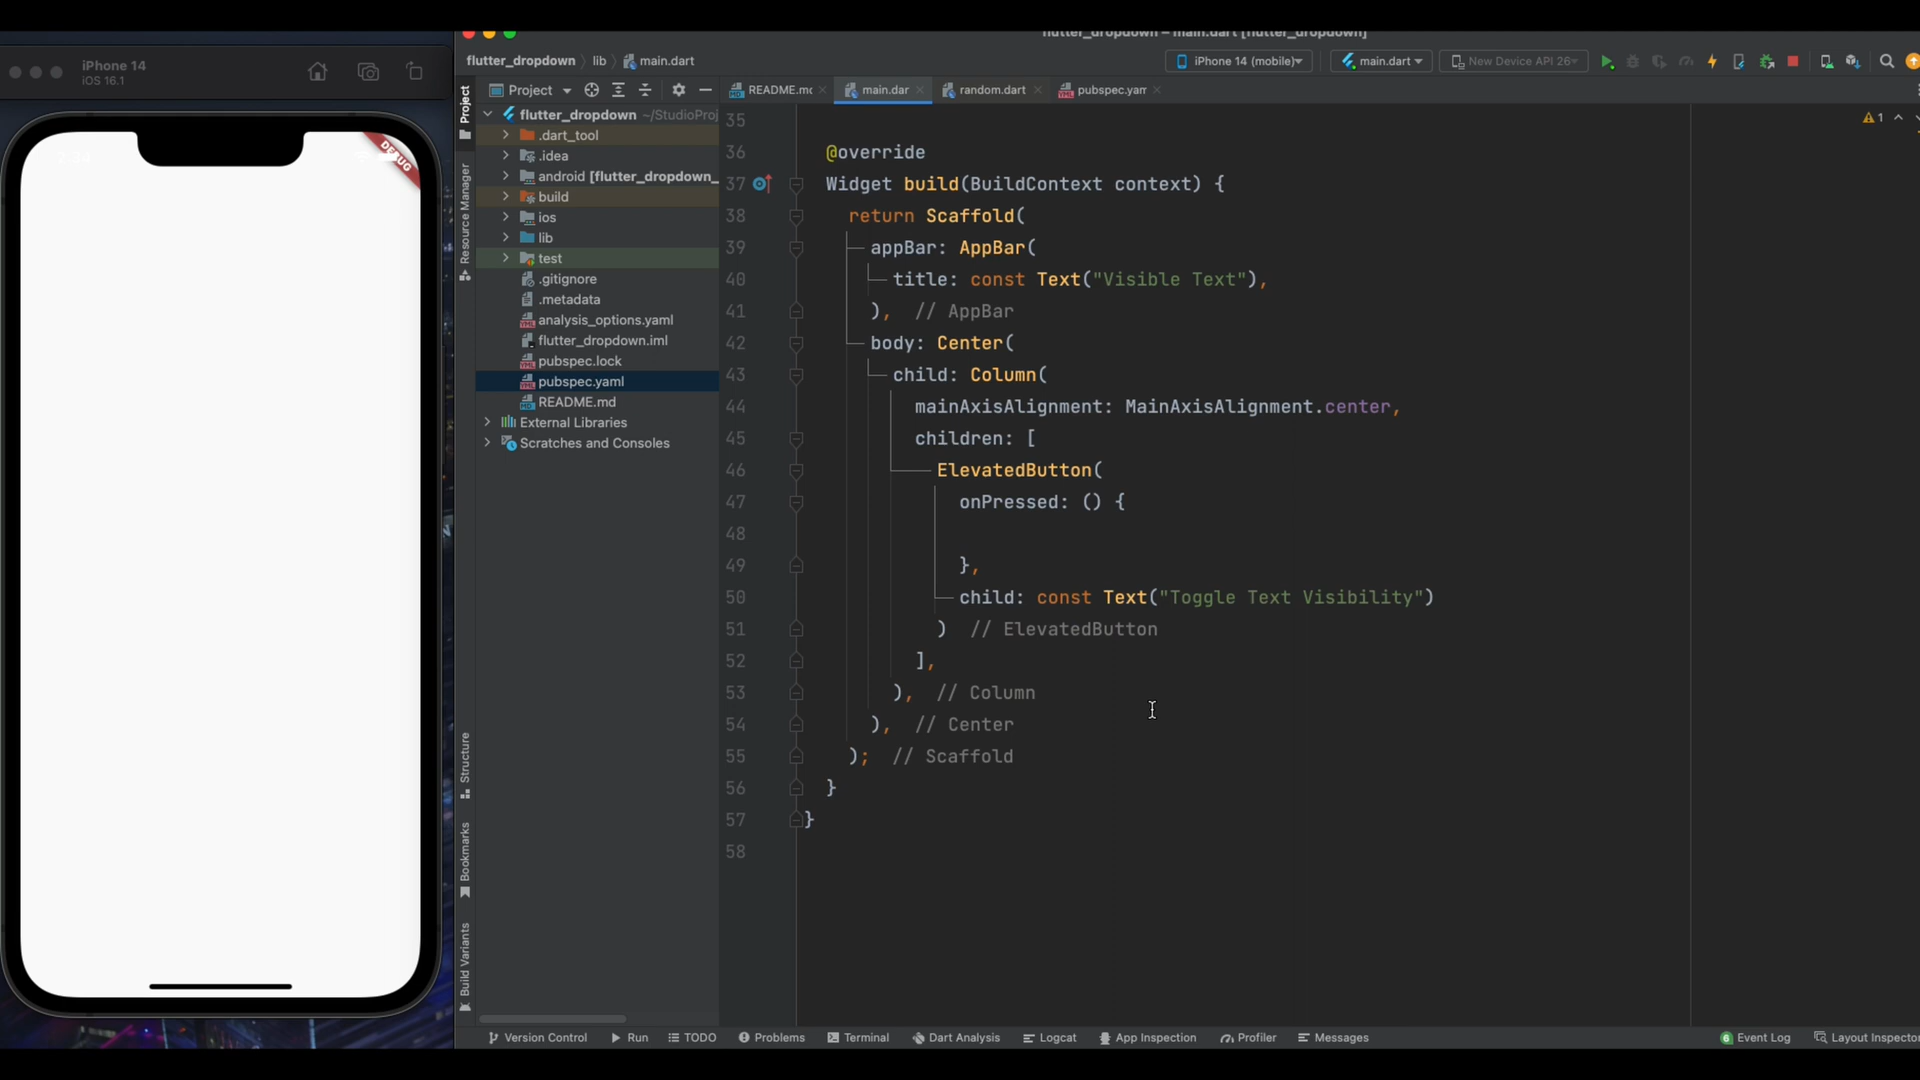 flutter_dropdown – main.dart [flutter_dropdown]
iPhone 14
iOS 16.1
DEBUG
flutter_dropdown
lib
main.dart
iPhone 14 (mobile)
main.dart
New Device API 26
Project
README.mc
main.dar
random.dart
pubspec.yam
1
Project
Resource Manager
Structure
Bookmarks
Build Variants
flutter_dropdown ~/StudioProj
.dart_tool
.idea
android [flutter_dropdown_
build
ios
lib
test
.gitignore
.metadata
analysis_options.yaml
flutter_dropdown.iml
pubspec.lock
pubspec.yaml
README.md
External Libraries
Scratches and Consoles
35
36 @override
37 Widget build(BuildContext context) {
38 return Scaffold(
39 appBar: AppBar(
40 title: const Text("Visible Text"),
41 ), // AppBar
42 body: Center(
43 child: Column(
44 mainAxisAlignment: MainAxisAlignment.center,
45 children: [
46 ElevatedButton(
47 onPressed: () {
48
49 },
50 child: const Text("Toggle Text Visibility")
51 ) // ElevatedButton
52 ],
53 ), // Column
54 ), // Center
55 ); // Scaffold
56 }
57 }
58
Version Control
Run
TODO
Problems
Terminal
Dart Analysis
Logcat
App Inspection
Profiler
Messages
6 Event Log
Layout Inspector